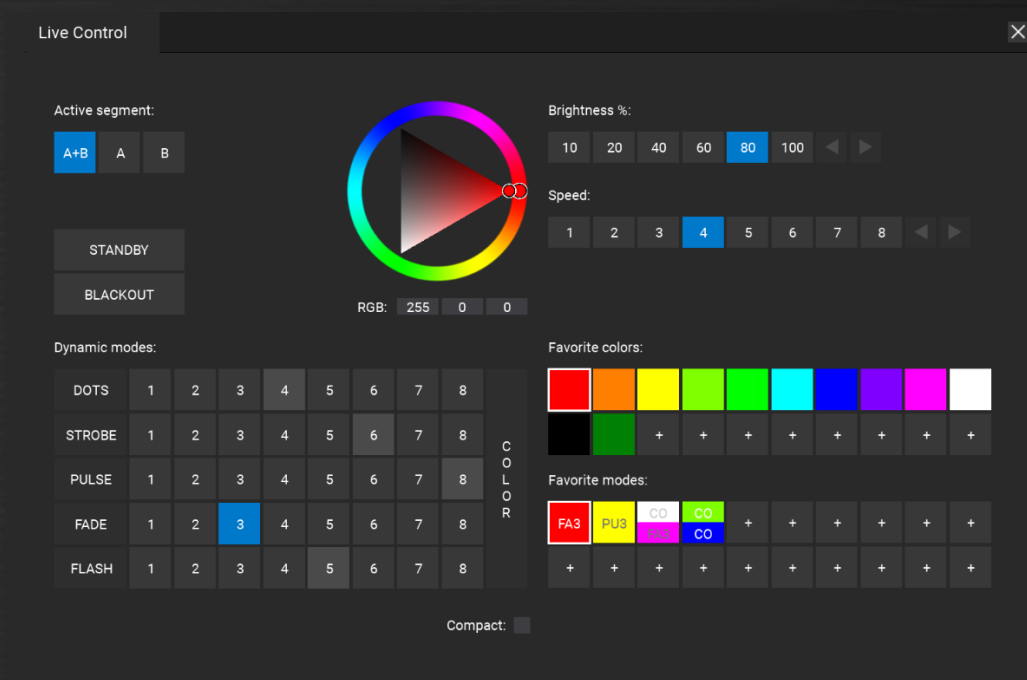 Live Control
Active segment:
A+B A B
STANDBY
BLACKOUT
RGB: 255 0 0
Brightness %:
10 20 40 60 80 100
Speed:
1 2 3 4 5 6 7 8
Dynamic modes:
DOTS 1 2 3 4 5 6 7 8
STROBE 1 2 3 4 5 6 7 8
PULSE 1 2 3 4 5 6 7 8
FADE 1 2 3 4 5 6 7 8
FLASH 1 2 3 4 5 6 7 8
COLOR
Favorite colors:
+ + + + + + + +
Favorite modes:
FA3 PU3 CO CO + + + + + +
CO
+ + + + + + + + + +
Compact: